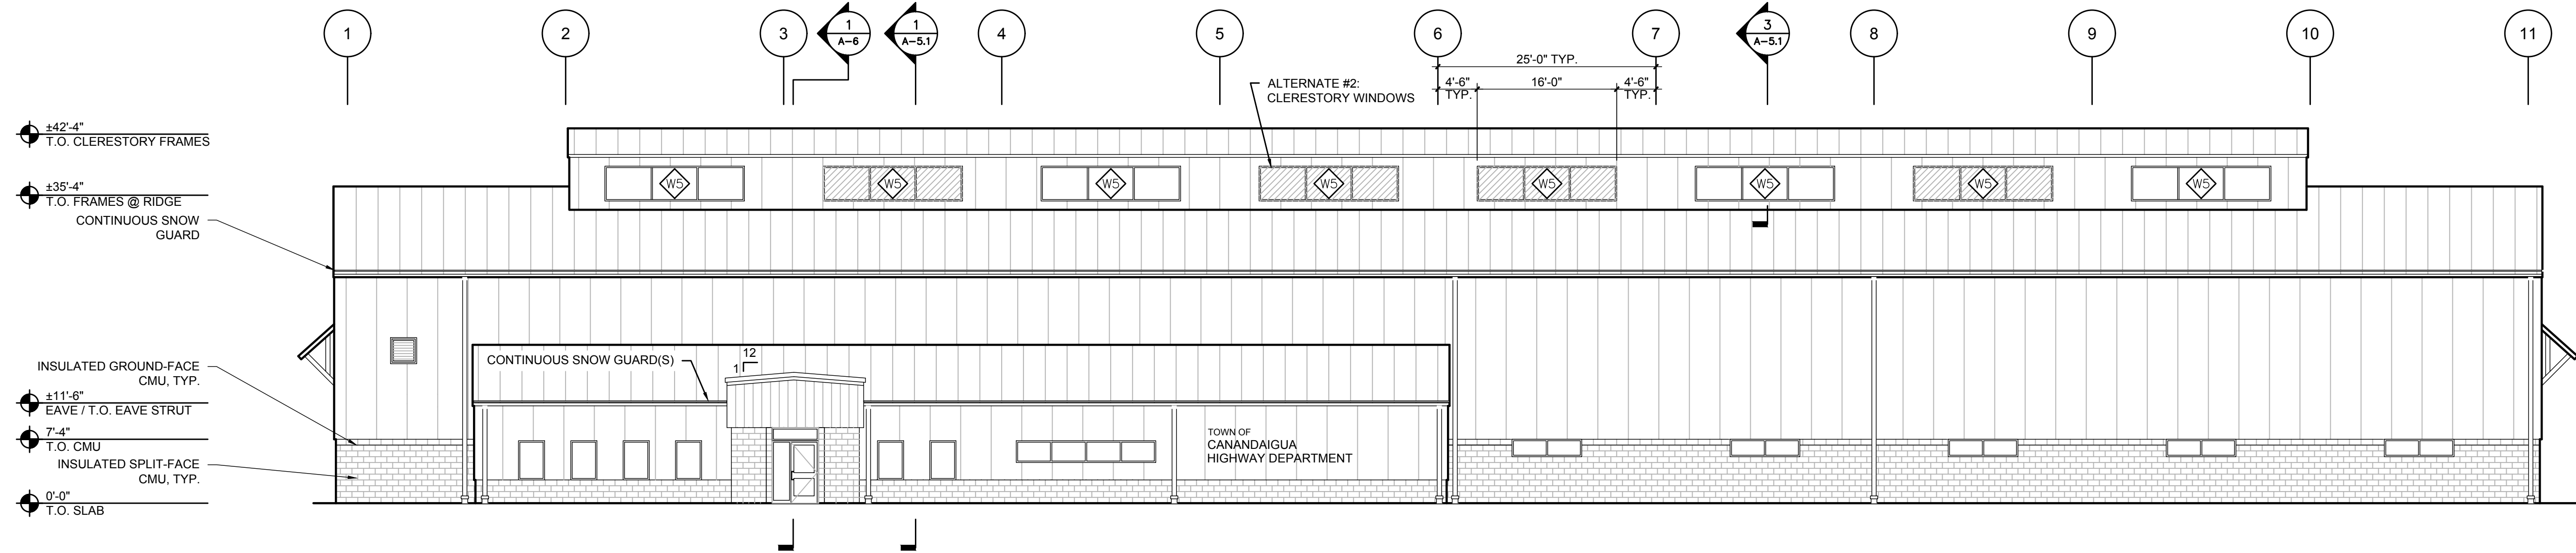 1
2
3
1
A-6
1
A-5.1
4
5
6
7
3
A-5.1
8
9
10
11
25'-0" TYP.
4'-6"
TYP.
16'-0"
4'-6"
TYP.
ALTERNATE #2:
CLERESTORY WINDOWS
±42'-4"
T.O. CLERESTORY FRAMES
W5
W5
W5
W5
W5
W5
W5
W5
±35'-4"
T.O. FRAMES @ RIDGE
CONTINUOUS SNOW
GUARD
CONTINUOUS SNOW GUARD(S)
12
1
INSULATED GROUND-FACE
CMU, TYP.
±11'-6"
EAVE / T.O. EAVE STRUT
7'-4"
T.O. CMU
INSULATED SPLIT-FACE
CMU, TYP.
TOWN OF
CANANDAIGUA
HIGHWAY DEPARTMENT
0'-0"
T.O. SLAB